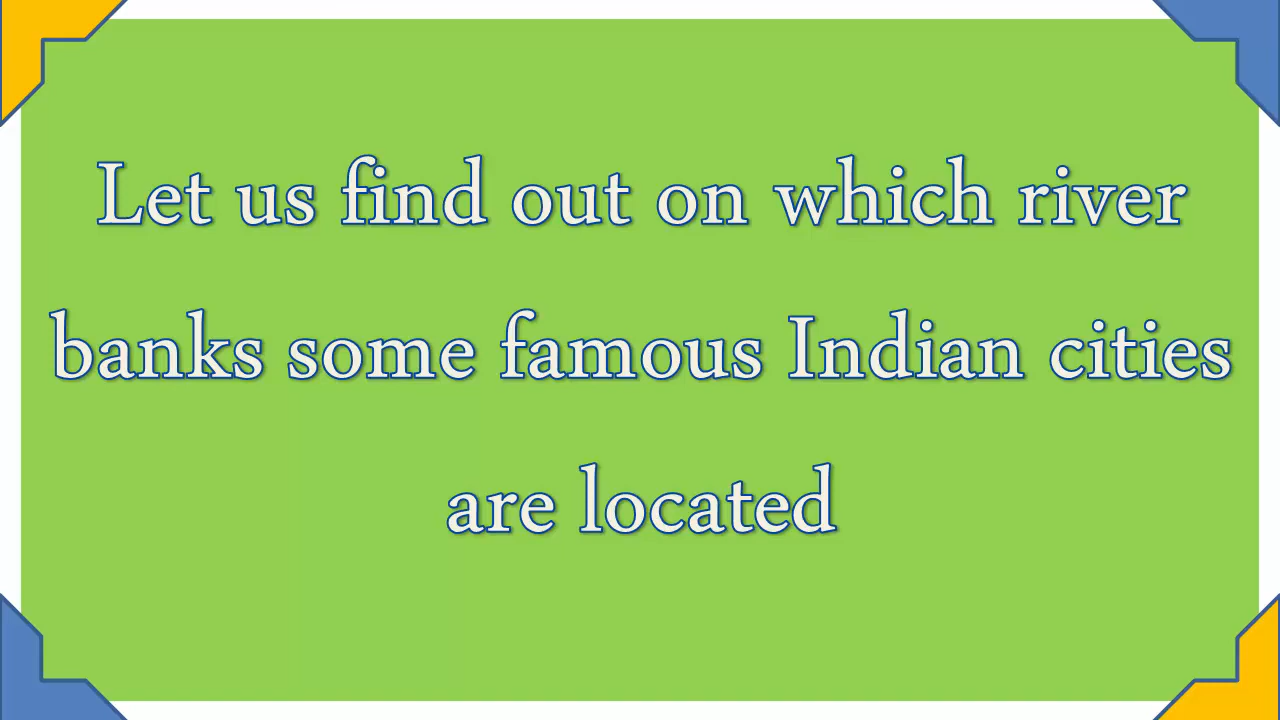 Let us find out on which river
banks some famous Indian cities
are located